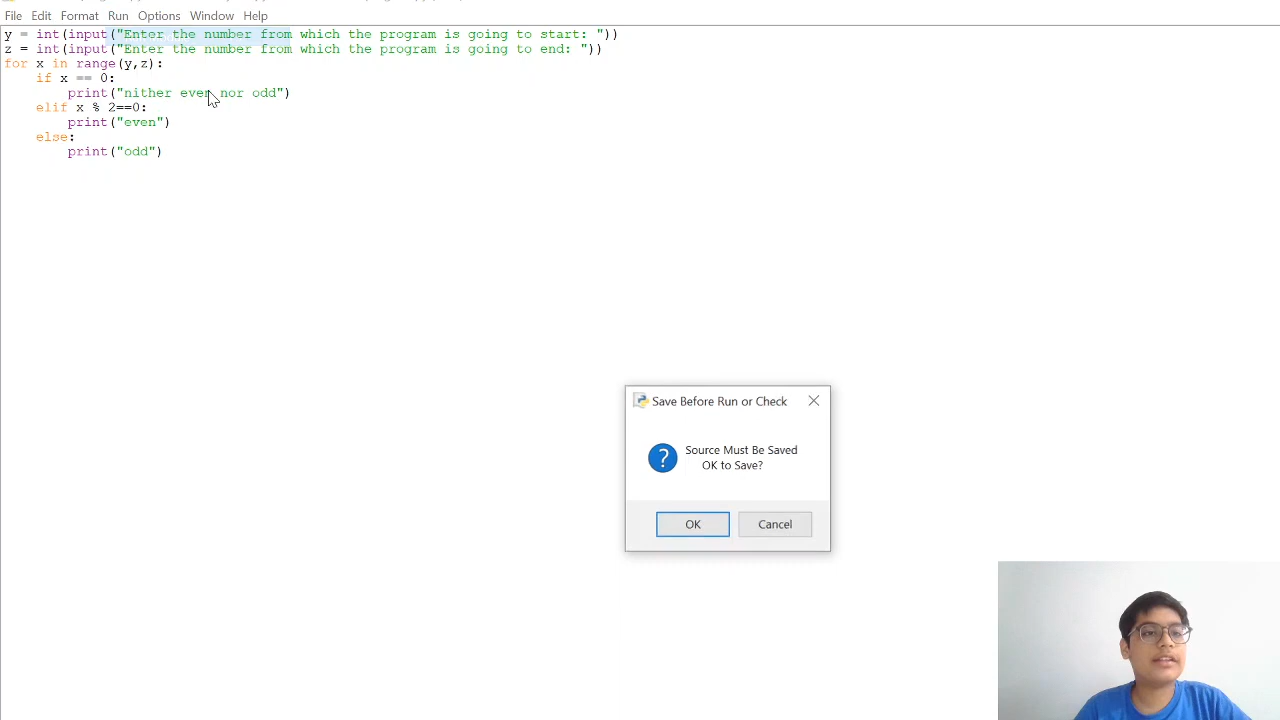 File Edit Format Run Options Window Help
y = int(input("Enter the number from which the program is going to start: "))
z = int(input("Enter the number from which the program is going to end: "))
for x in range(y,z):
    if x == 0:
        print("nither even nor odd")
    elif x % 2==0:
        print("even")
    else:
        print("odd")
Save Before Run or Check
Source Must Be Saved
OK to Save?
OK Cancel